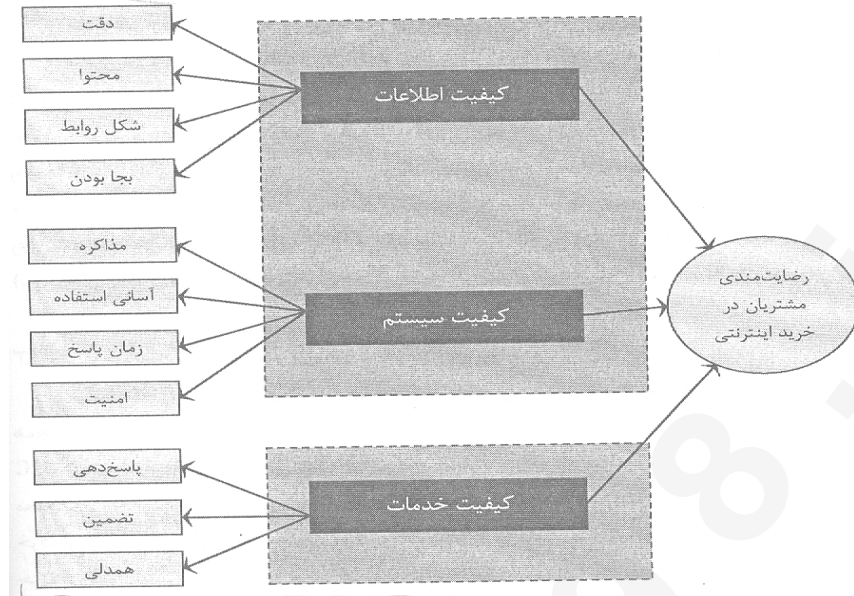 دقت
محتوا
شکل روابط
بجا بودن
کیفیت اطلاعات
مذاکره
آسانی استفاده
زمان پاسخ
امنیت
کیفیت سیستم
پاسخ‌دهی
تضمین
همدلی
کیفیت خدمات
رضایت‌مندی
مشتریان در
خرید اینترنتی